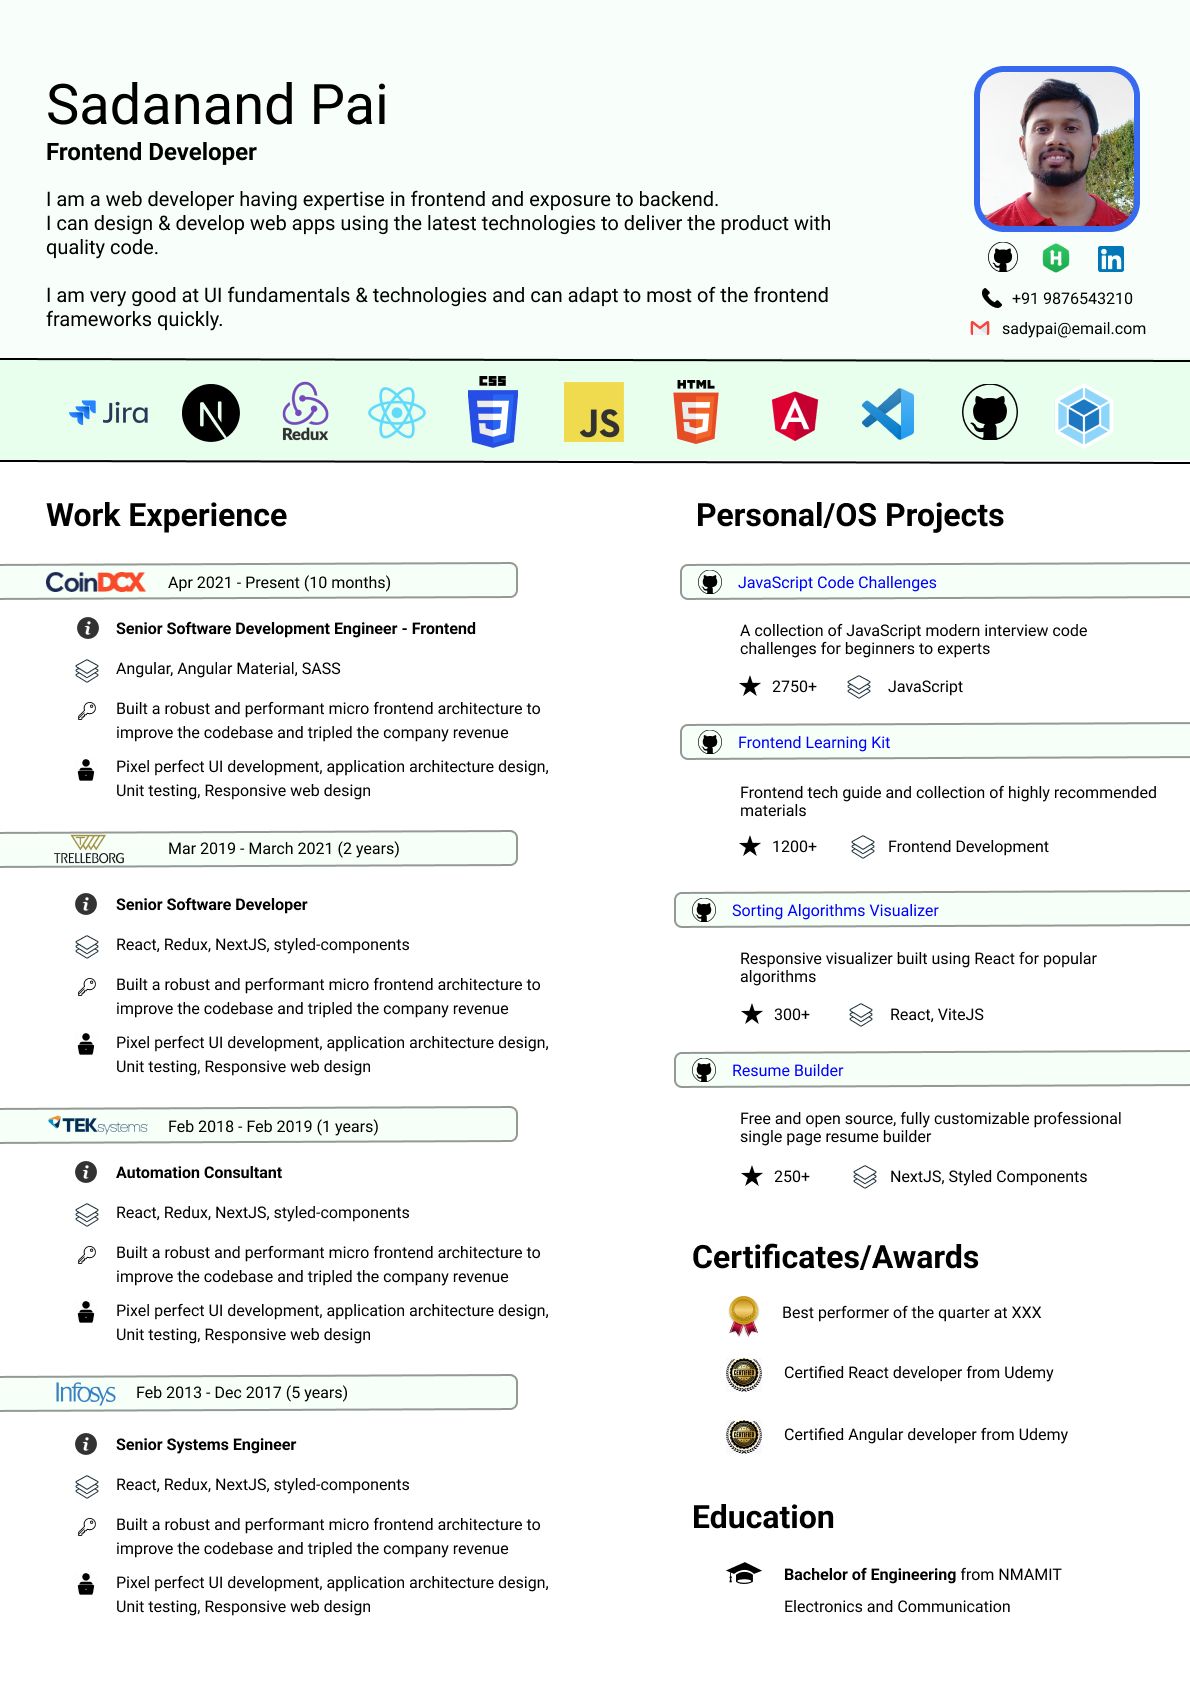 Sadanand Pai
Frontend Developer
I am a web developer having expertise in frontend and exposure to backend.
I can design & develop web apps using the latest technologies to deliver the product with
quality code.
I am very good at UI fundamentals & technologies and can adapt to most of the frontend
frameworks quickly.
H
in
+91 9876543210
sadypai@email.com
Jira
N
Redux
CSS
3
JS
HTML
5
A
Work Experience
CoinDCX
Apr 2021 - Present (10 months)
Senior Software Development Engineer - Frontend
Angular, Angular Material, SASS
Built a robust and performant micro frontend architecture to
improve the codebase and tripled the company revenue
Pixel perfect UI development, application architecture design,
Unit testing, Responsive web design
TRELLEBORG
Mar 2019 - March 2021 (2 years)
Senior Software Developer
React, Redux, NextJS, styled-components
Built a robust and performant micro frontend architecture to
improve the codebase and tripled the company revenue
Pixel perfect UI development, application architecture design,
Unit testing, Responsive web design
TEKsystems
Feb 2018 - Feb 2019 (1 years)
Automation Consultant
React, Redux, NextJS, styled-components
Built a robust and performant micro frontend architecture to
improve the codebase and tripled the company revenue
Pixel perfect UI development, application architecture design,
Unit testing, Responsive web design
Infosys
Feb 2013 - Dec 2017 (5 years)
Senior Systems Engineer
React, Redux, NextJS, styled-components
Built a robust and performant micro frontend architecture to
improve the codebase and tripled the company revenue
Pixel perfect UI development, application architecture design,
Unit testing, Responsive web design
Personal/OS Projects
JavaScript Code Challenges
A collection of JavaScript modern interview code
challenges for beginners to experts
2750+
JavaScript
Frontend Learning Kit
Frontend tech guide and collection of highly recommended
materials
1200+
Frontend Development
Sorting Algorithms Visualizer
Responsive visualizer built using React for popular
algorithms
300+
React, ViteJS
Resume Builder
Free and open source, fully customizable professional
single page resume builder
250+
NextJS, Styled Components
Certificates/Awards
Best performer of the quarter at XXX
CERTIFIED
Certified React developer from Udemy
CERTIFIED
Certified Angular developer from Udemy
Education
Bachelor of Engineering from NMAMIT
Electronics and Communication